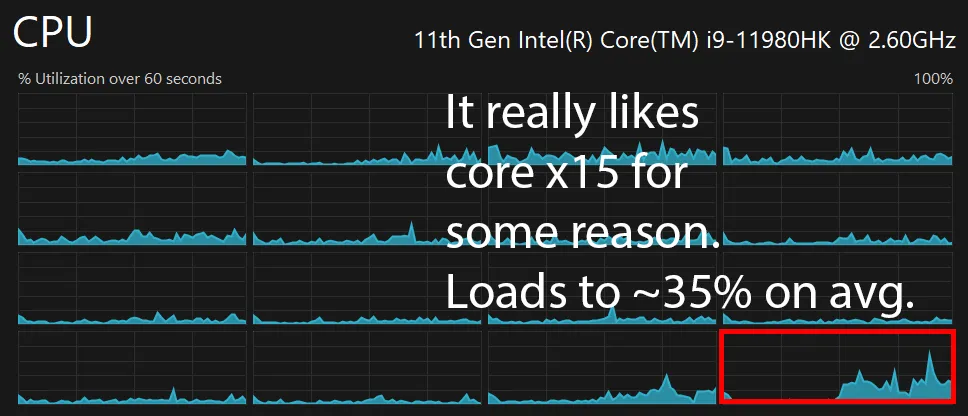 CPU
11th Gen Intel(R) Core(TM) i9-11980HK @ 2.60GHz
% Utilization over 60 seconds
100%
It really likes
core x15 for
some reason.
Loads to ~35% on avg.